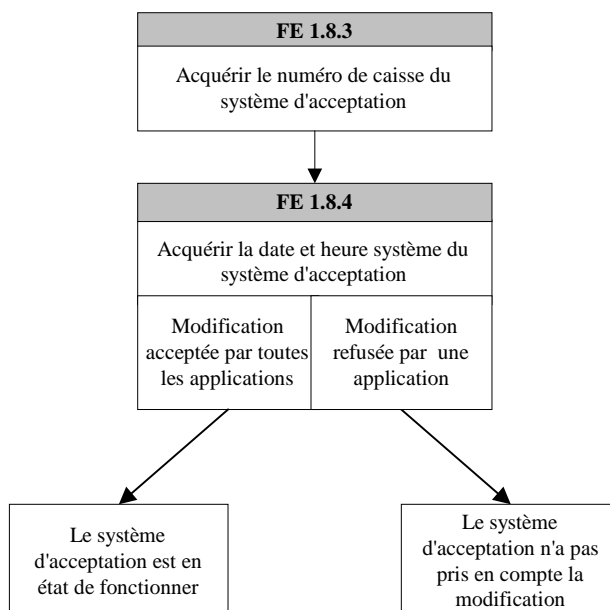 FE 1.8.3
Acquérir le numéro de caisse du
système d'acceptation
FE 1.8.4
Acquérir la date et heure système du
système d'acceptation
Modification
acceptée par toutes
les applications
Modification
refusée par une
application
Le système
d'acceptation est en
état de fonctionner
Le système
d'acceptation n'a pas
pris en compte la
modification